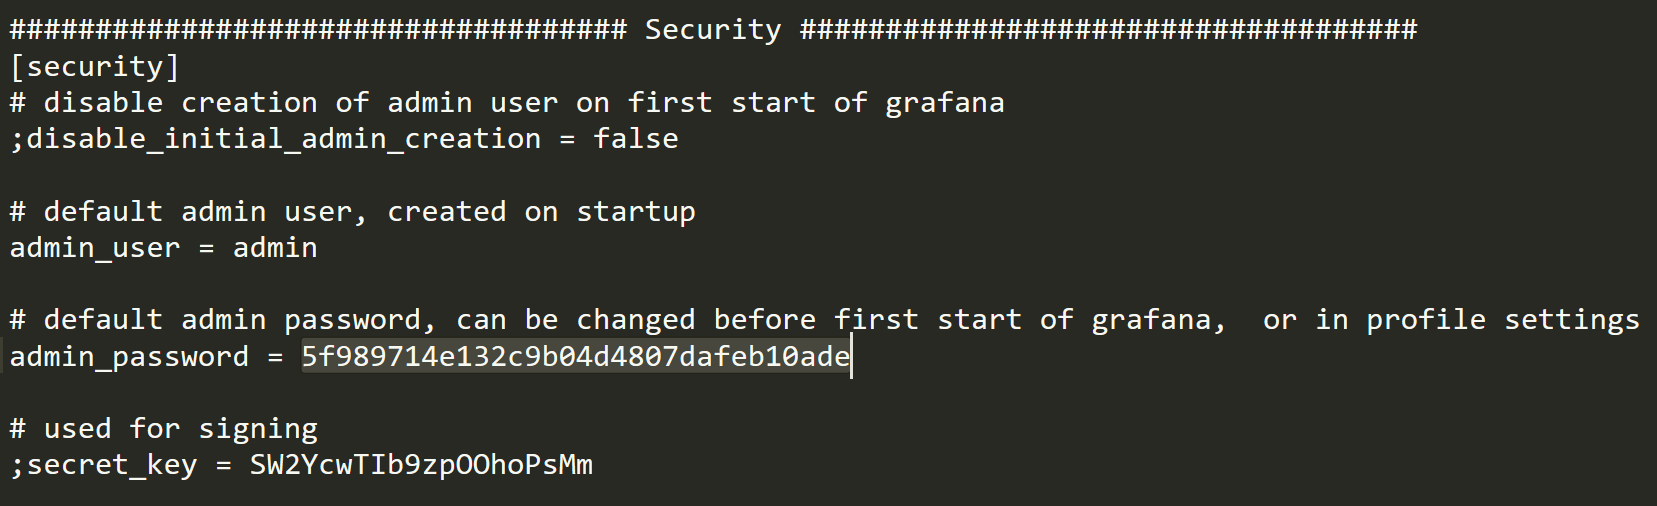 #################################### Security ####################################
[security]
# disable creation of admin user on first start of grafana
;disable_initial_admin_creation = false
# default admin user, created on startup
admin_user = admin
# default admin password, can be changed before first start of grafana,  or in profile settings
admin_password = 5f989714e132c9b04d4807dafeb10ade
# used for signing
;secret_key = SW2YcwTIb9zpOOhoPsMm